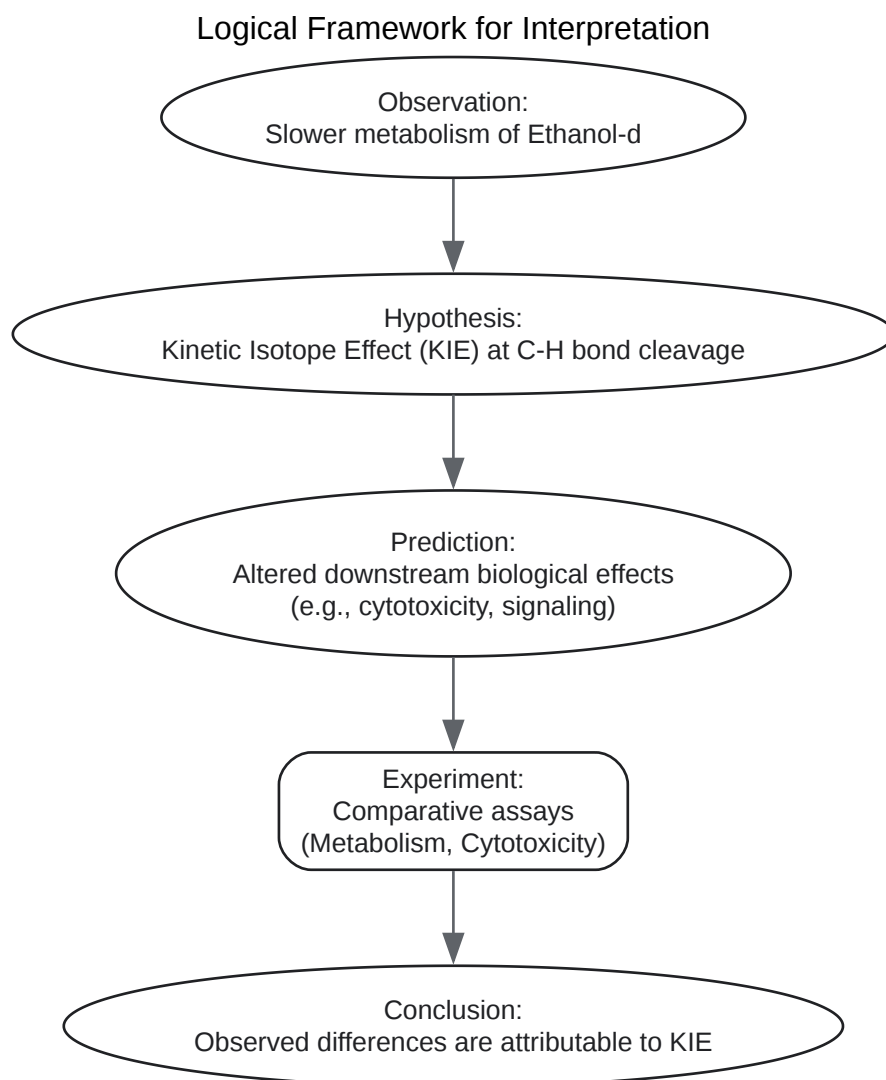 Logical Framework for Interpretation
Observation:
Slower metabolism of Ethanol-d
Hypothesis:
Kinetic Isotope Effect (KIE) at C-H bond cleavage
Prediction:
Altered downstream biological effects
(e.g., cytotoxicity, signaling)
Experiment:
Comparative assays
(Metabolism, Cytotoxicity)
Conclusion:
Observed differences are attributable to KIE